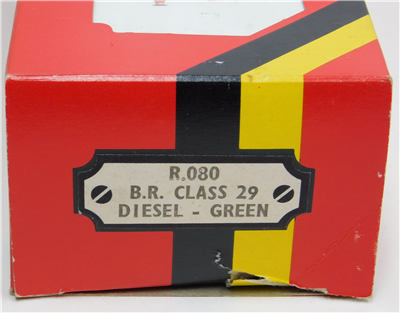 R.080
B.R. CLASS 29
DIESEL - GREEN